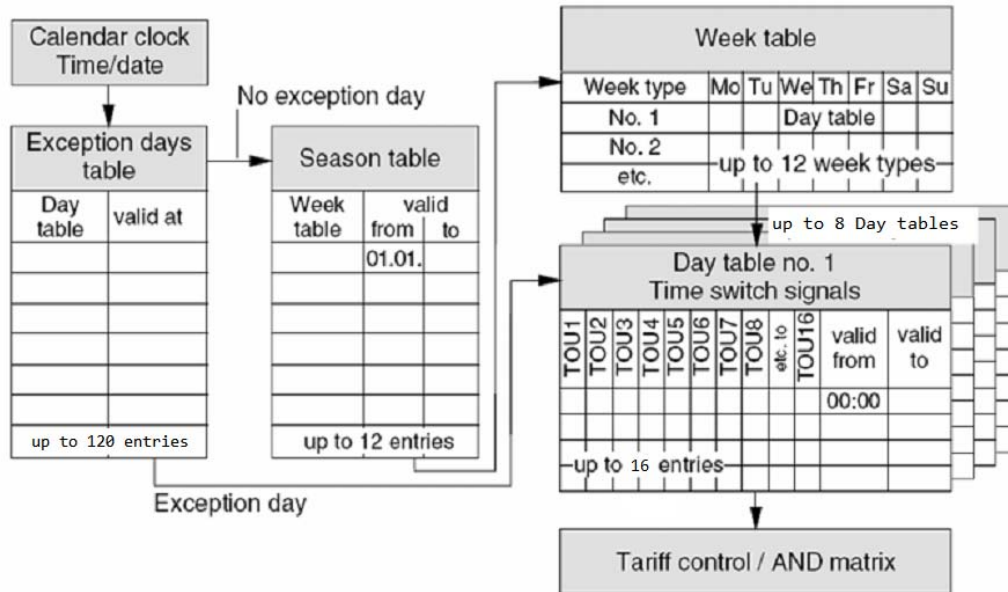 Calendar clock
Time/date
No exception day
Exception days
table
Day
table
valid at
up to 120 entries
Season table
Week
table
valid
from
to
01.01.
up to 12 entries
Exception day
Week table
Week type Mo Tu We Th Fr Sa Su
No. 1 Day table
No. 2
up to 12 week types
etc.
up to 8 Day tables
Day table no. 1
Time switch signals
TOU1 TOU2 TOU3 TOU4 TOU5 TOU6 TOU7 TOU8 etc. to TOU16
valid
from
valid
to
00:00
up to 16 entries
Tariff control / AND matrix